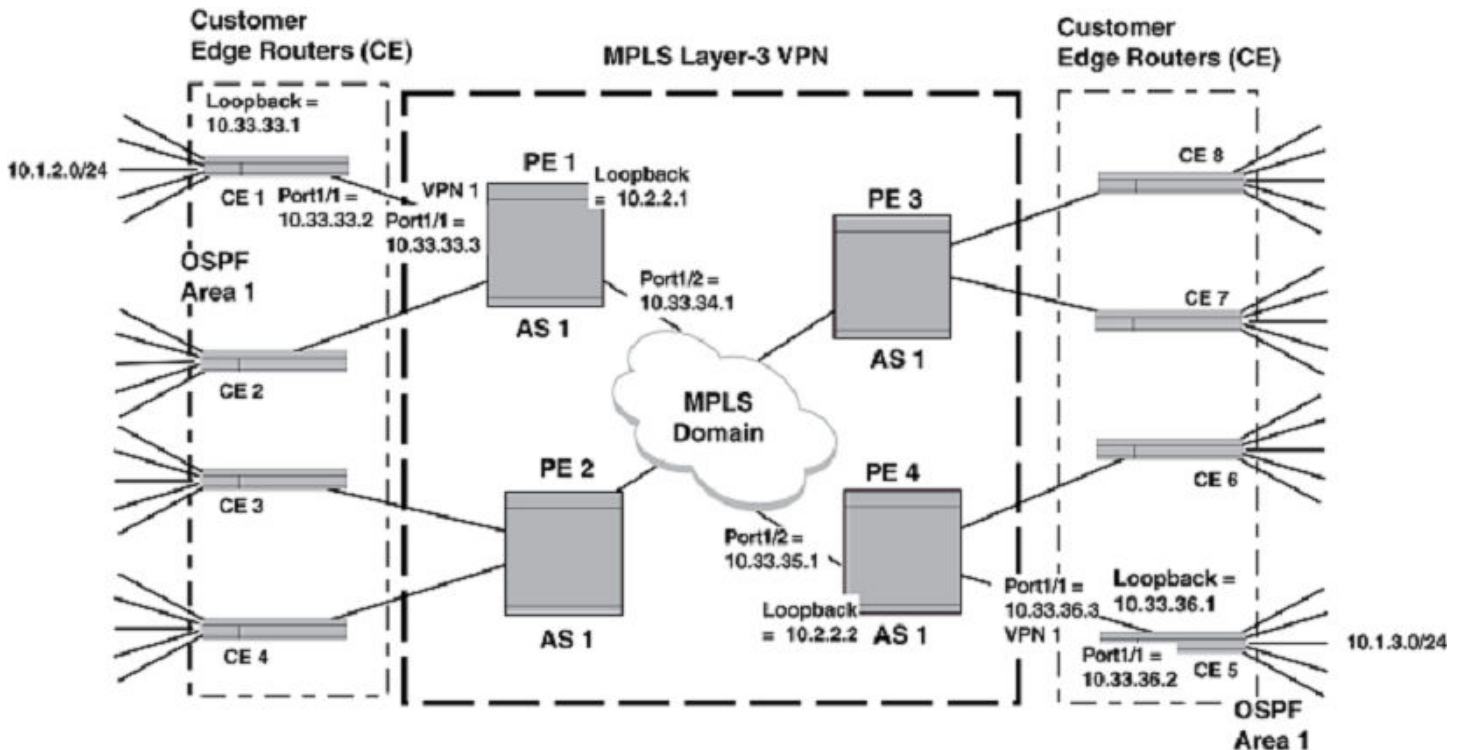 Customer
Edge Routers (CE)
MPLS Layer-3 VPN
Customer
Edge Routers (CE)
Loopback =
10.33.33.1
10.1.2.0/24
CE 1
Port1/1 =
10.33.33.2
VPN 1
Port1/1 =
10.33.33.3
PE 1
Loopback
= 10.2.2.1
AS 1
Port1/2 =
10.33.34.1
PE 3
AS 1
CE 8
CE 7
OSPF
Area 1
CE 2
CE 3
CE 4
MPLS
Domain
PE 2
AS 1
PE 4
Port1/2 =
10.33.35.1
Loopback
= 10.2.2.2
AS 1
CE 6
Port1/1 =
10.33.36.3
VPN 1
Loopback =
10.33.36.1
Port1/1 =
10.33.36.2
CE 5
10.1.3.0/24
OSPF
Area 1